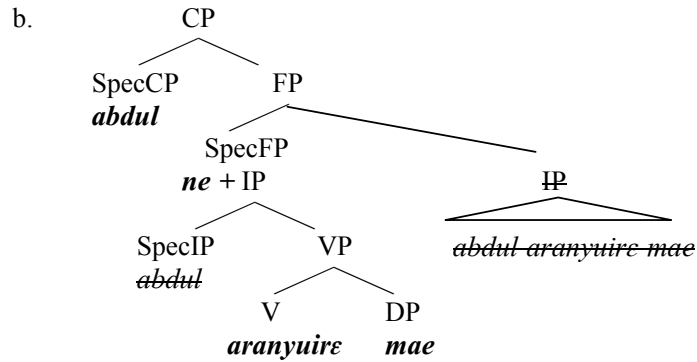 b. CP
SpecCP FP
abdul
SpecFP
ne + IP IP
SpecIP VP abdul aranyuirɛ mae
abdul
V DP
aranyuirɛ mae